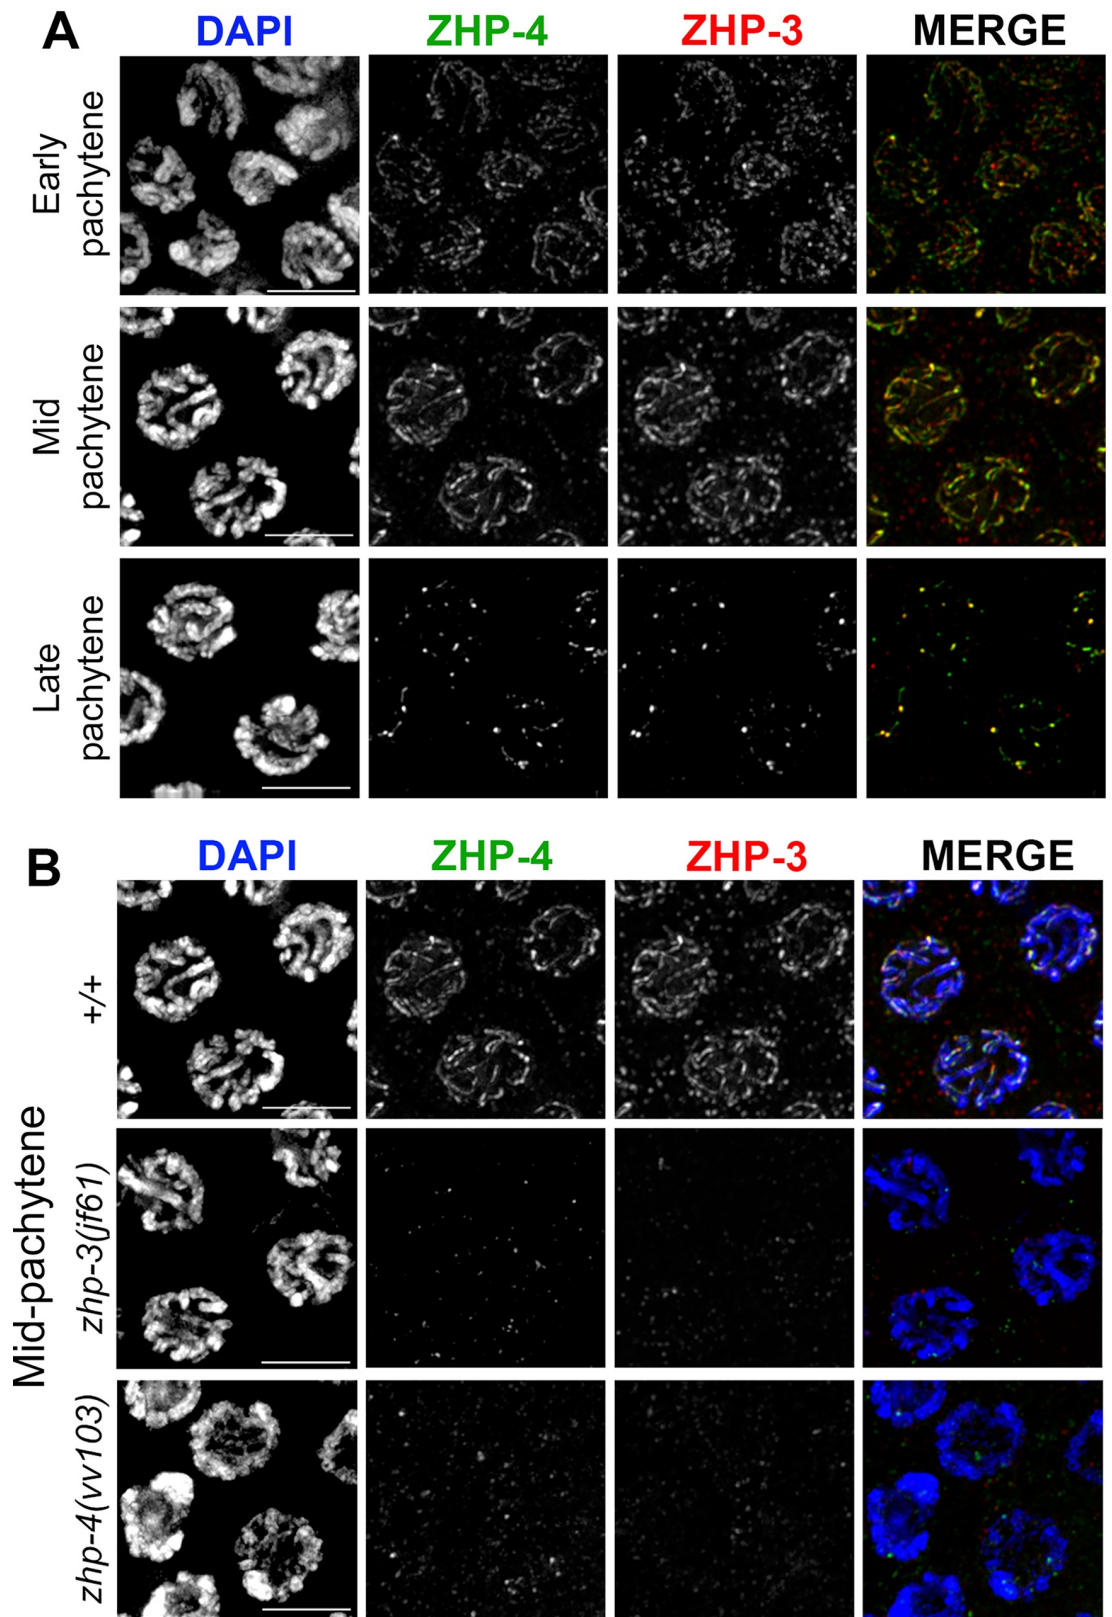 A
DAPI
ZHP-4
ZHP-3
MERGE
Early
pachytene
Mid
pachytene
Late
pachytene
B
DAPI
ZHP-4
ZHP-3
MERGE
Mid-pachytene
+/+
zhp-3(jf61)
zhp-4(vv103)